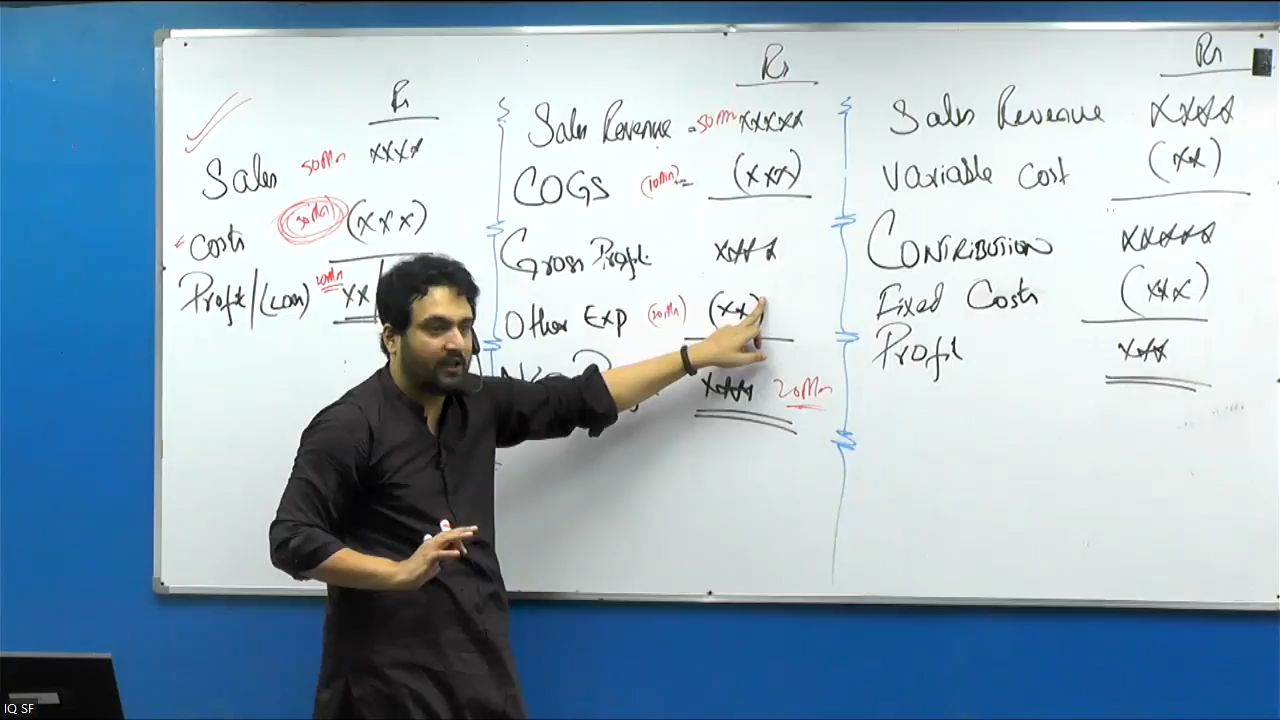 Rs
Sales 50Mn xxxx
Costs (30Mn) (xxx)
Profit/(Loss) 20Mn xx
Rs
Sales Revenue = 50Mn xxxxx
COGS (10Mn) = (xxx)
Gross Profit xxxx
Other Exp (20Mn) (xx)
xxxx 20Mn
Rs
Sales Revenue xxxx
Variable Cost (xx)
CONTRIBUTION xxxxx
Fixed Costs (xxx)
Profit xxx
IQ SF